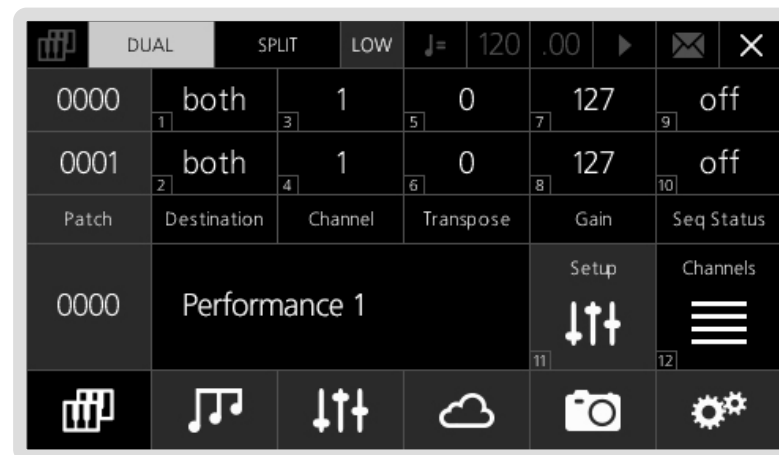 DUAL SPLIT LOW ♩= 120 .00
0000 both 1 0 127 off
1 3 5 7 9
0001 both 1 0 127 off
2 4 6 8 10
Patch Destination Channel Transpose Gain Seq Status
Setup Channels
0000 Performance 1
11 12